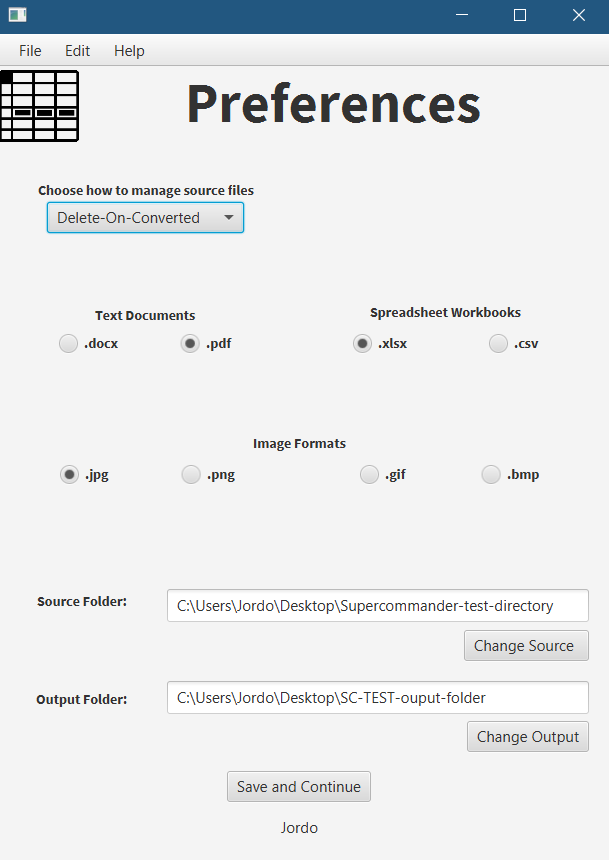 File Edit Help
Preferences
Choose how to manage source files
Delete-On-Converted
Text Documents Spreadsheet Workbooks
.docx .pdf .xlsx .csv
Image Formats
.jpg .png .gif .bmp
Source Folder: C:\Users\Jordo\Desktop\Supercommander-test-directory
Change Source
Output Folder: C:\Users\Jordo\Desktop\SC-TEST-ouput-folder
Change Output
Save and Continue
Jordo